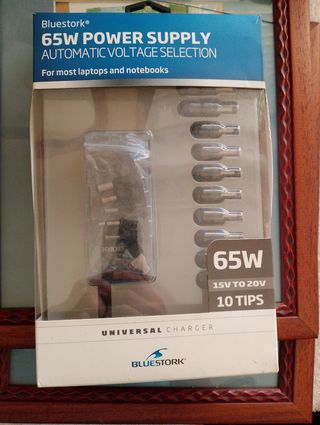 Bluestork®
65W POWER SUPPLY
AUTOMATIC VOLTAGE SELECTION
For most laptops and notebooks
65W
15V TO 20V
10 TIPS
UNIVERSAL CHARGER
BLUESTORK®